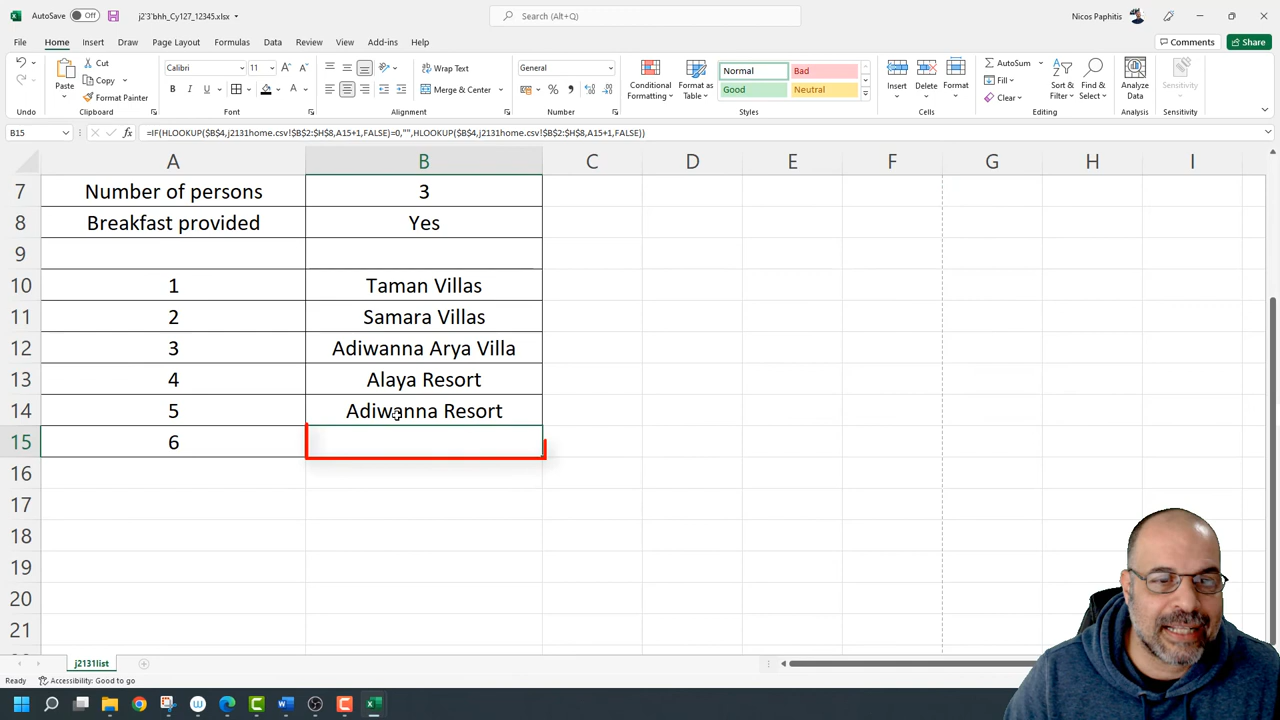 AutoSave Off j2'3'bhh_Cy127_12345.xlsx Search (Alt+Q) Nicos Paphitis
File Home Insert Draw Page Layout Formulas Data Review View Add-ins Help Comments Share
Cut Calibri 11 Wrap Text General Normal Bad AutoSum
Copy Fill
Format Painter Merge & Center Good Neutral Clear
Paste Conditional Formatting Format as Table Insert Delete Format Sort & Filter Find & Select Analyze Data Sensitivity
Undo Clipboard Font Alignment Number Styles Cells Editing Analysis Sensitivity
B15 fx =IF(HLOOKUP($B$4,j2131home.csv!$B$2:$H$8,A15+1,FALSE)=0,"",HLOOKUP($B$4,j2131home.csv!$B$2:$H$8,A15+1,FALSE))
A B C D E F G H I
7 Number of persons 3
8 Breakfast provided Yes
9
10 1 Taman Villas
11 2 Samara Villas
12 3 Adiwanna Arya Villa
13 4 Alaya Resort
14 5 Adiwanna Resort
15 6
16
17
18
19
20
21
j2131list
Ready Accessibility: Good to go